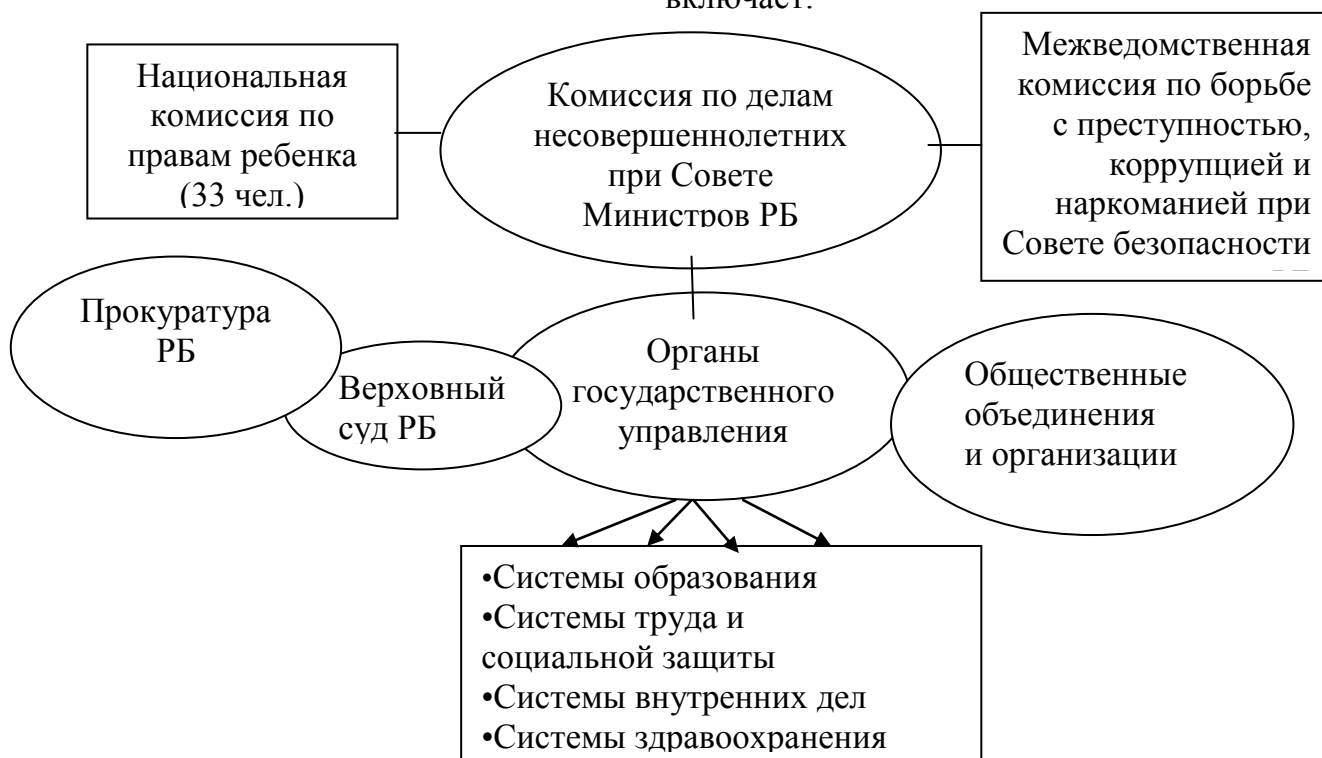 включает:
Национальная
комиссия по
правам ребенка
(33 чел.)
Комиссия по делам
несовершеннолетних
при Совете
Министров РБ
Межведомственная
комиссия по борьбе
с преступностью,
коррупцией и
наркоманией при
Совете безопасности
Прокуратура
РБ
Верховный
суд РБ
Органы
государственного
управления
Общественные
объединения
и организации
•Системы образования
•Системы труда и
социальной защиты
•Системы внутренних дел
•Системы здравоохранения